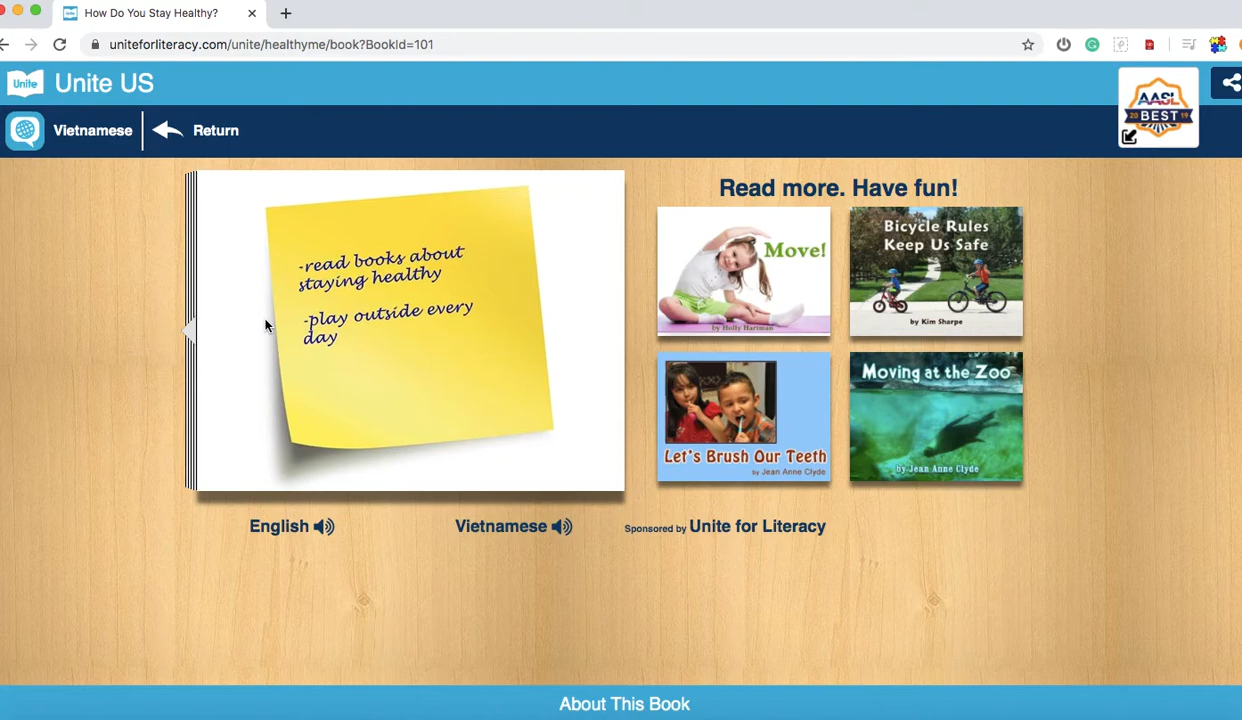 How Do You Stay Healthy?
uniteforliteracy.com/unite/healthyme/book?BookId=101
Unite
Unite US
Vietnamese
Return
AASL
2019
BEST
-read books about
staying healthy
-play outside every
day
Read more. Have fun!
Move!
by Holly Hartman
Bicycle Rules
Keep Us Safe
by Kim Sharpe
Let's Brush Our Teeth
by Jean Anne Clyde
Moving at the Zoo
by Jean Anne Clyde
English
Vietnamese
Sponsored by Unite for Literacy
About This Book